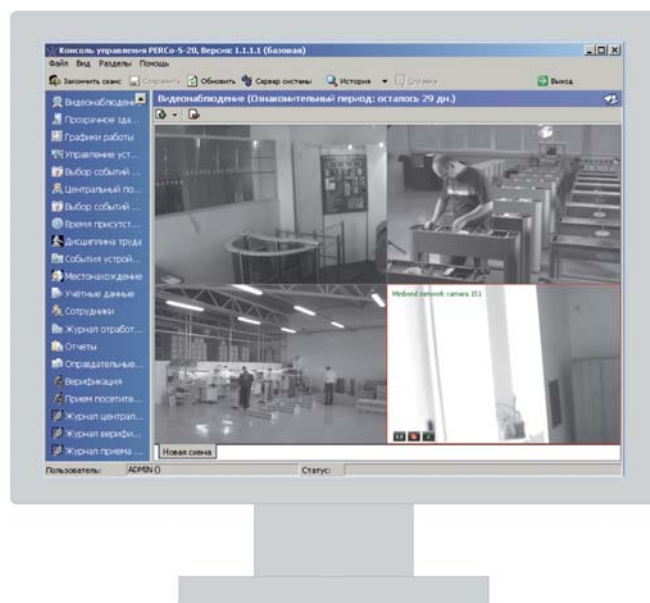 Консоль управления PERCo-S-20, Версия: 1.1.1.1 (базовая)
Файл Вид Разделы Помощь
Закончить сеанс Сохранить Обновить Сервер системы История Справка Выход
Видеонаблюдени
Видеонаблюдение (Ознакомительный период: осталось 29 дн.)
Прозрачное зда...
Графики работы
Управление уст...
Выбор событий ...
Центральный по...
Выбор событий ...
Время присутст...
Дисциплина труда
События устрой...
Местонахождение
Учетные данные
Сотрудники
Журнал отработ...
Отчеты
Оправдательные...
Верификация
Прием посетите...
Журнал централ...
Журнал верифи...
Журнал приема ...
Winbond network camera 151
Новая схема
Пользователь: ADMIN () Статус: